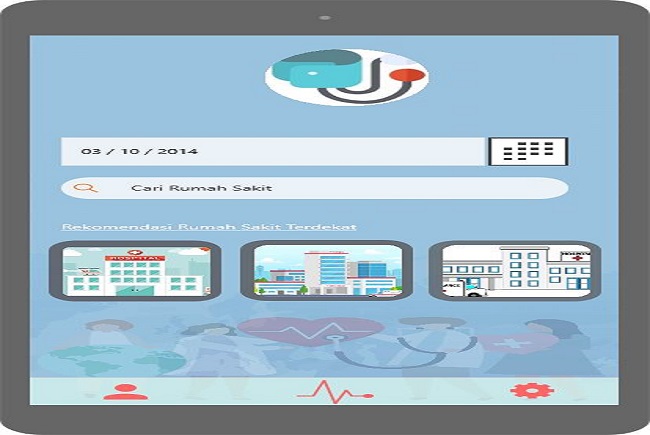 03 / 10 / 2014
Cari Rumah Sakit
Rekomendasi Rumah Sakit Terdekat
HOSPITAL